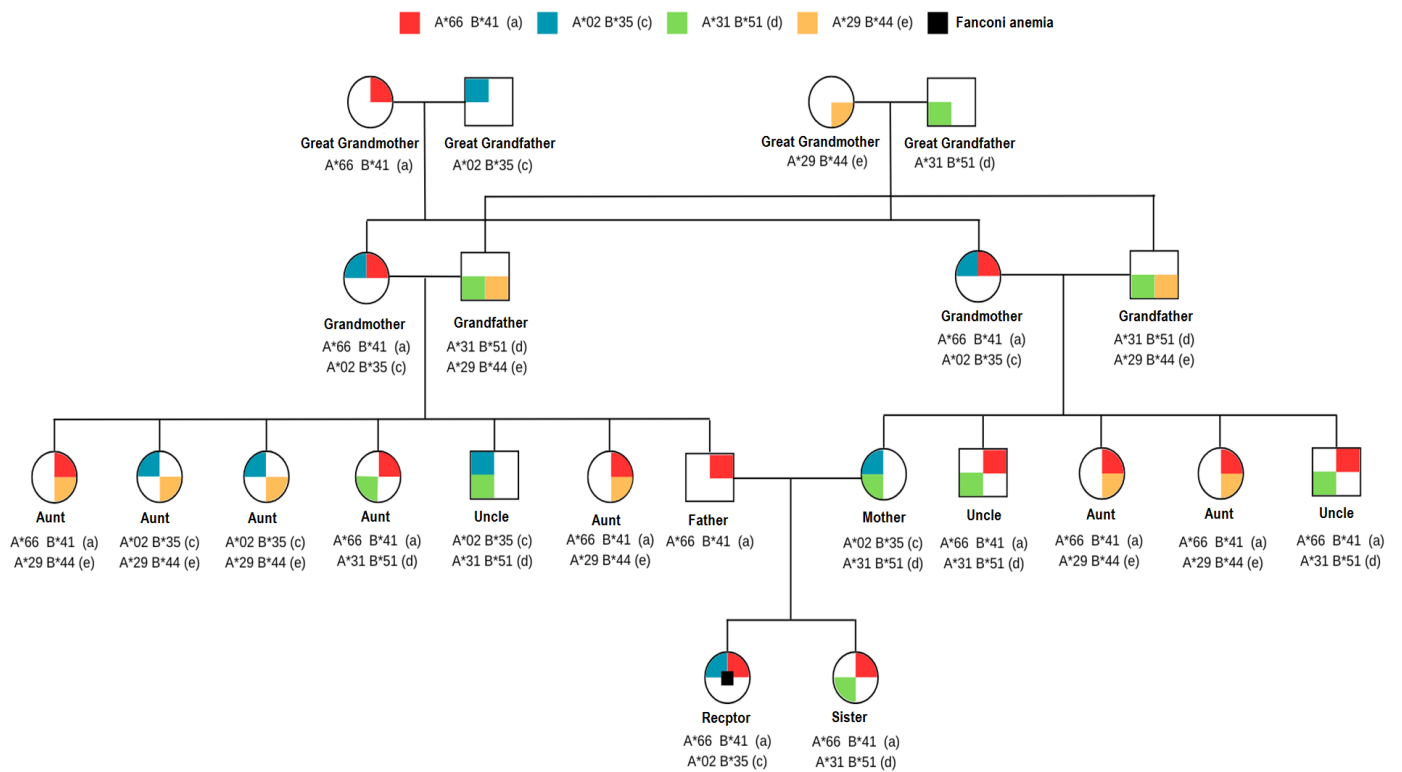 A*66 B*41 (a) A*02 B*35 (c) A*31 B*51 (d) A*29 B*44 (e) Fanconi anemia
Great Grandmother
A*66 B*41 (a)
Great Grandfather
A*02 B*35 (c)
Great Grandmother
A*29 B*44 (e)
Great Grandfather
A*31 B*51 (d)
Grandmother
A*66 B*41 (a)
A*02 B*35 (c)
Grandfather
A*31 B*51 (d)
A*29 B*44 (e)
Grandmother
A*66 B*41 (a)
A*02 B*35 (c)
Grandfather
A*31 B*51 (d)
A*29 B*44 (e)
Aunt
A*66 B*41 (a)
A*29 B*44 (e)
Aunt
A*02 B*35 (c)
A*29 B*44 (e)
Aunt
A*02 B*35 (c)
A*29 B*44 (e)
Aunt
A*66 B*41 (a)
A*31 B*51 (d)
Uncle
A*02 B*35 (c)
A*31 B*51 (d)
Aunt
A*66 B*41 (a)
A*29 B*44 (e)
Father
A*66 B*41 (a)
Mother
A*02 B*35 (c)
A*31 B*51 (d)
Uncle
A*66 B*41 (a)
A*31 B*51 (d)
Aunt
A*66 B*41 (a)
A*29 B*44 (e)
Aunt
A*66 B*41 (a)
A*29 B*44 (e)
Uncle
A*66 B*41 (a)
A*31 B*51 (d)
Recptor
A*66 B*41 (a)
A*02 B*35 (c)
Sister
A*66 B*41 (a)
A*31 B*51 (d)